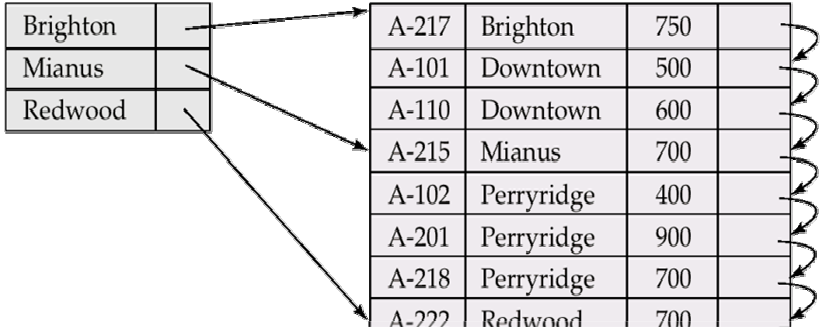 Brighton
Mianus
Redwood
A-217 Brighton 750
A-101 Downtown 500
A-110 Downtown 600
A-215 Mianus 700
A-102 Perryridge 400
A-201 Perryridge 900
A-218 Perryridge 700
A-222 Redwood 700